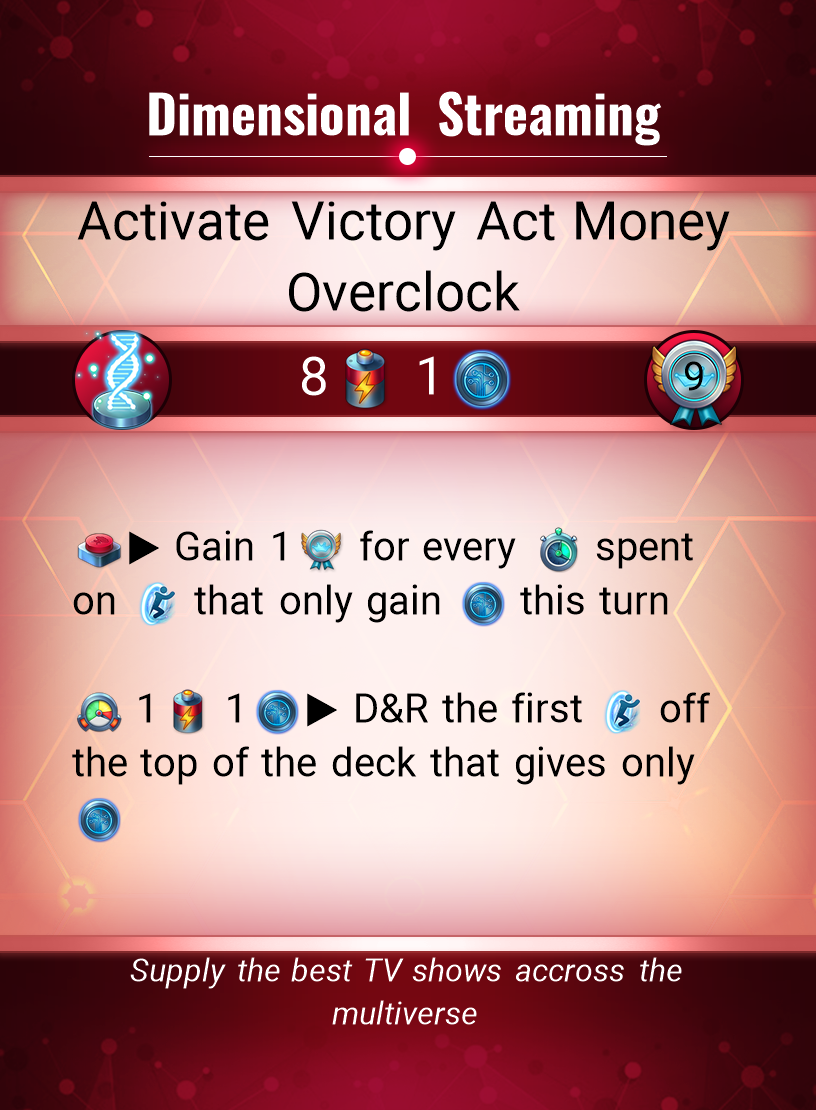 Dimensional Streaming
Activate Victory Act Money
Overclock
8 1 9
▶ Gain 1 for every spent
on that only gain this turn
1 1 ▶ D&R the first off
the top of the deck that gives only
Supply the best TV shows accross the
multiverse